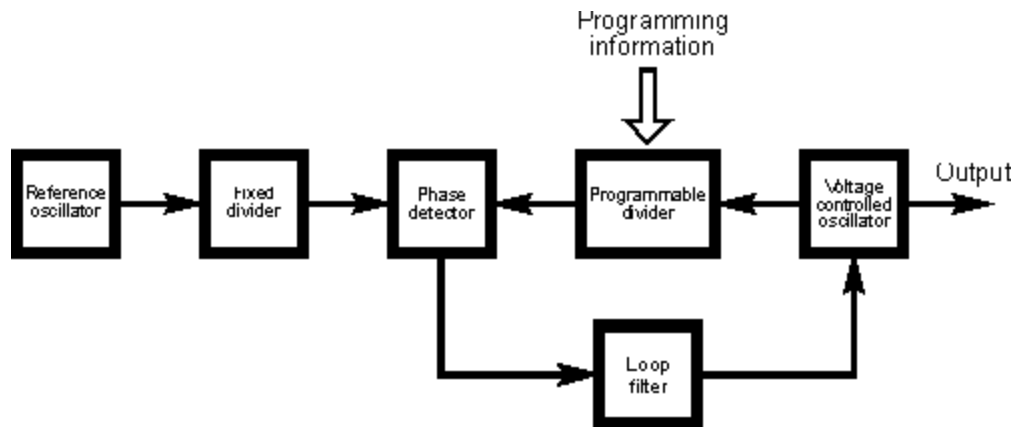 Programming
information
Reference
oscillator
Fixed
divider
Phase
detector
Programmable
divider
Voltage
controlled
oscillator
Output
Loop
filter